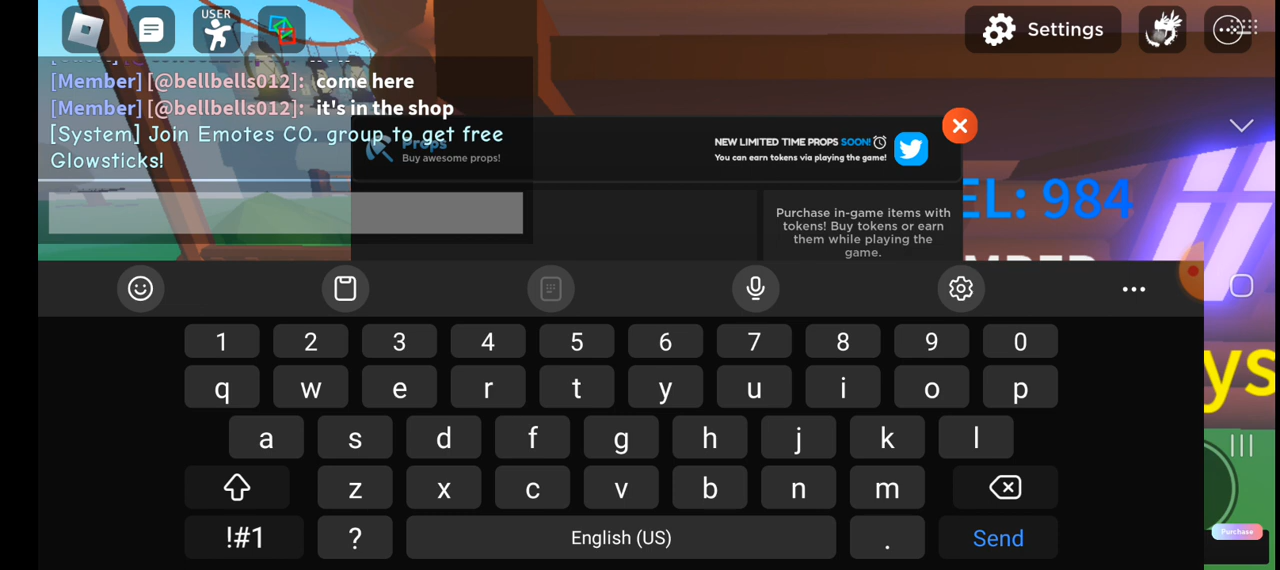 USER
Settings
[Member] [@bellbells012]: come here
[Member] [@bellbells012]: it's in the shop
[System] Join Emotes CO. group to get free
Glowsticks!
Props
Buy awesome props!
NEW LIMITED TIME PROPS SOON!
You can earn tokens via playing the game!
EL: 984
Purchase in-game items with
tokens! Buy tokens or earn
them while playing the
game.
1 2 3 4 5 6 7 8 9 0
q w e r t y u i o p
a s d f g h j k l
z x c v b n m
!#1 ? English (US) . Send
ys
Purchase